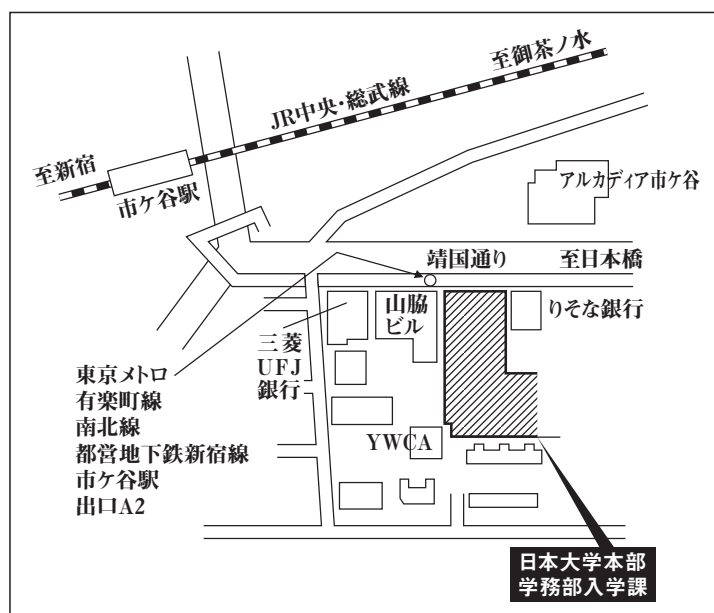 至御茶ノ水
JR中央・総武線
至新宿
市ケ谷駅
アルカディア市ケ谷
靖国通り
至日本橋
山脇
ビル
りそな銀行
三菱
UFJ
銀行
東京メトロ
有楽町線
南北線
都営地下鉄新宿線
市ケ谷駅
出口A2
YWCA
日本大学本部
学務部入学課